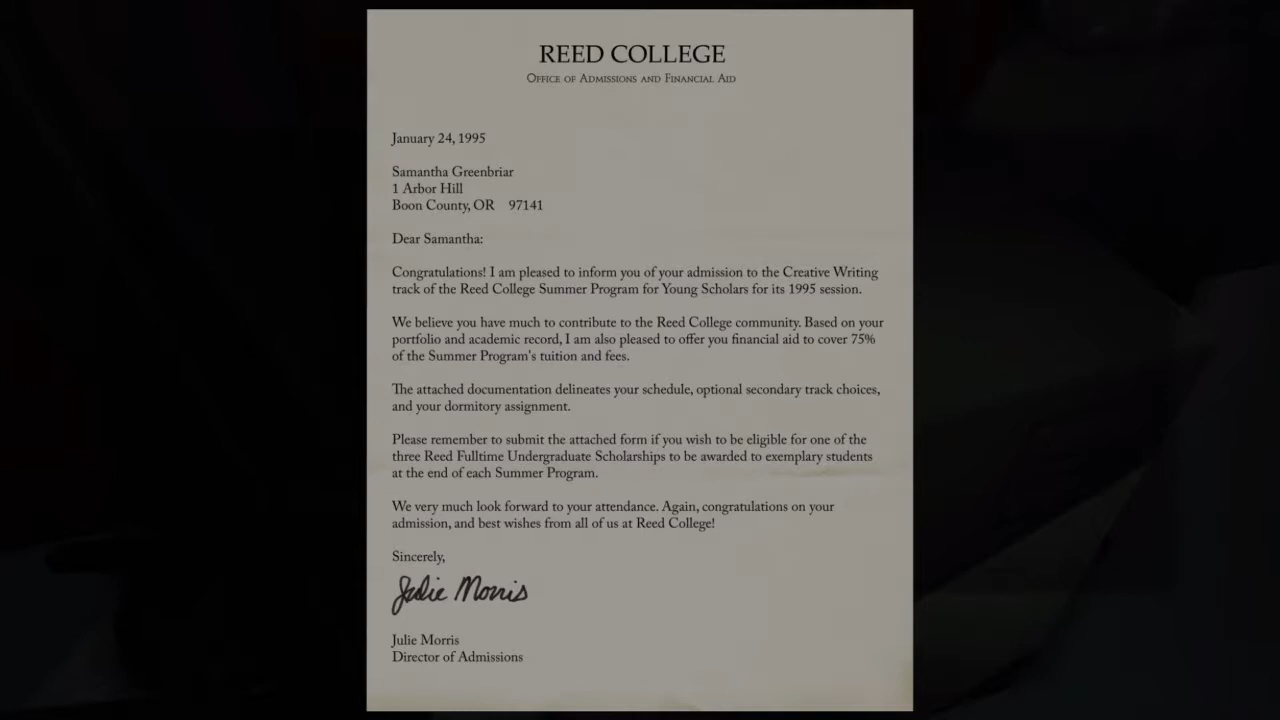 REED COLLEGE
Office of Admissions and Financial Aid
January 24, 1995
Samantha Greenbriar
1 Arbor Hill
Boon County, OR 97141
Dear Samantha:
Congratulations! I am pleased to inform you of your admission to the Creative Writing
track of the Reed College Summer Program for Young Scholars for its 1995 session.
We believe you have much to contribute to the Reed College community. Based on your
portfolio and academic record, I am also pleased to offer you financial aid to cover 75%
of the Summer Program's tuition and fees.
The attached documentation delineates your schedule, optional secondary track choices,
and your dormitory assignment.
Please remember to submit the attached form if you wish to be eligible for one of the
three Reed Fulltime Undergraduate Scholarships to be awarded to exemplary students
at the end of each Summer Program.
We very much look forward to your attendance. Again, congratulations on your
admission, and best wishes from all of us at Reed College!
Sincerely,
Julie Morris
Julie Morris
Director of Admissions